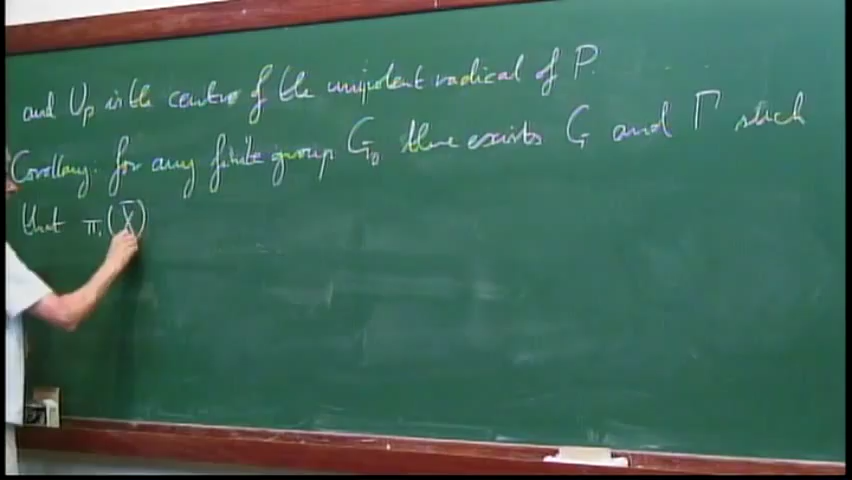 and U_P is the centre of the unipotent radical of P.
Corollary. for any finite group G_0 there exists G and Γ such
that π_1(X̄)